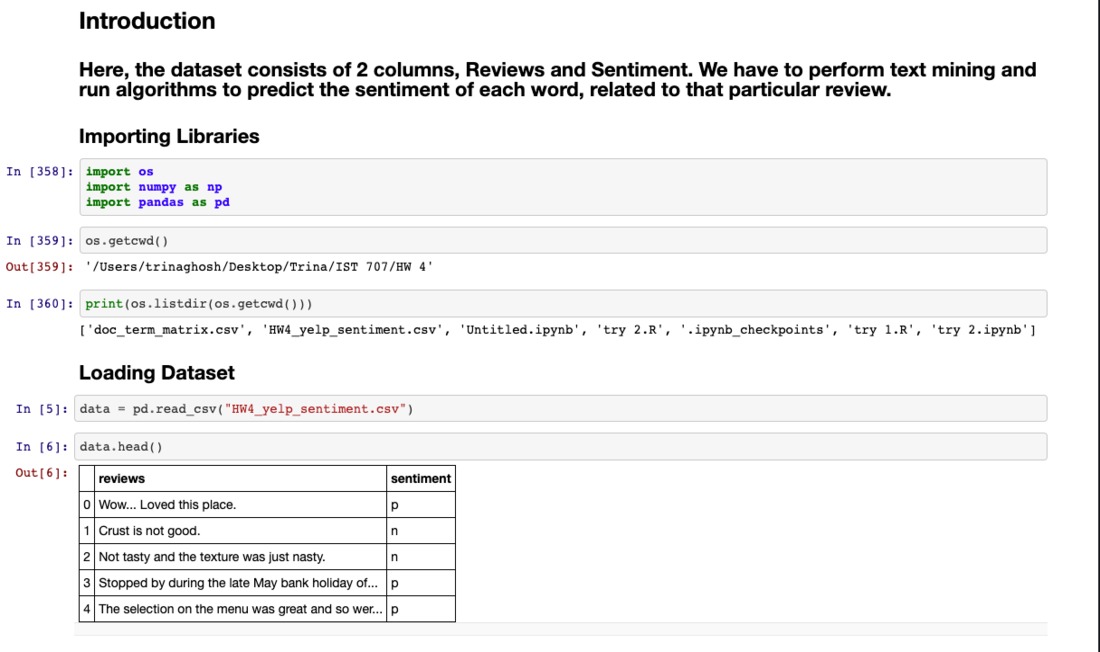 Introduction
Here, the dataset consists of 2 columns, Reviews and Sentiment. We have to perform text mining and
run algorithms to predict the sentiment of each word, related to that particular review.
Importing Libraries
In [358]: import os
import numpy as np
import pandas as pd
In [359]: os.getcwd()
Out[359]: '/Users/trinaghosh/Desktop/Trina/IST 707/HW 4'
In [360]: print(os.listdir(os.getcwd()))
['doc_term_matrix.csv', 'HW4_yelp_sentiment.csv', 'Untitled.ipynb', 'try 2.R', '.ipynb_checkpoints', 'try 1.R', 'try 2.ipynb']
Loading Dataset
In [5]: data = pd.read_csv("HW4_yelp_sentiment.csv")
In [6]: data.head()
Out[6]:
reviews sentiment
0 Wow... Loved this place. p
1 Crust is not good. n
2 Not tasty and the texture was just nasty. n
3 Stopped by during the late May bank holiday of... p
4 The selection on the menu was great and so wer... p